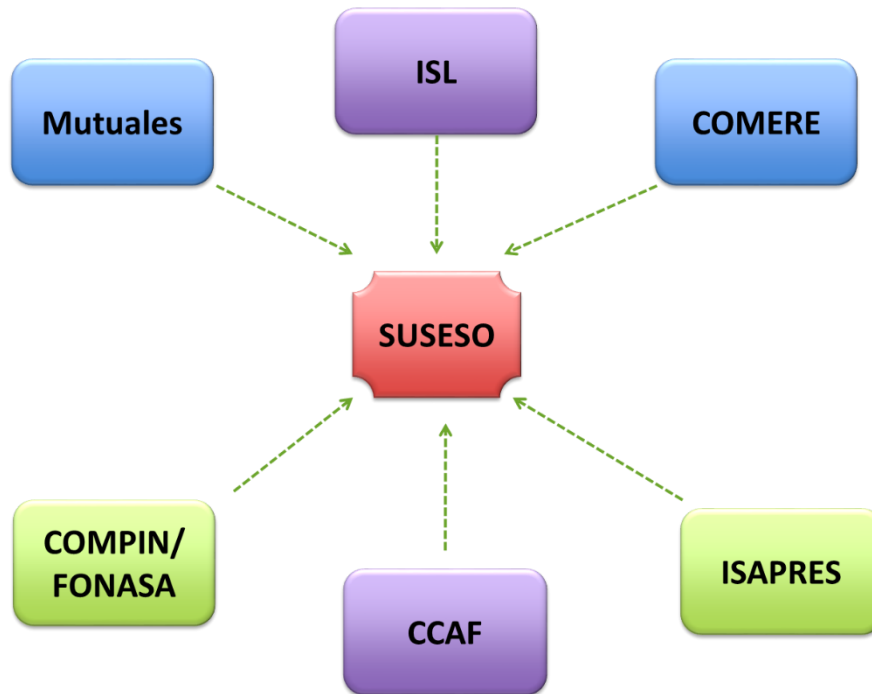 ISL
Mutuales
COMERE
SUSESO
COMPIN/
FONASA
CCAF
ISAPRES